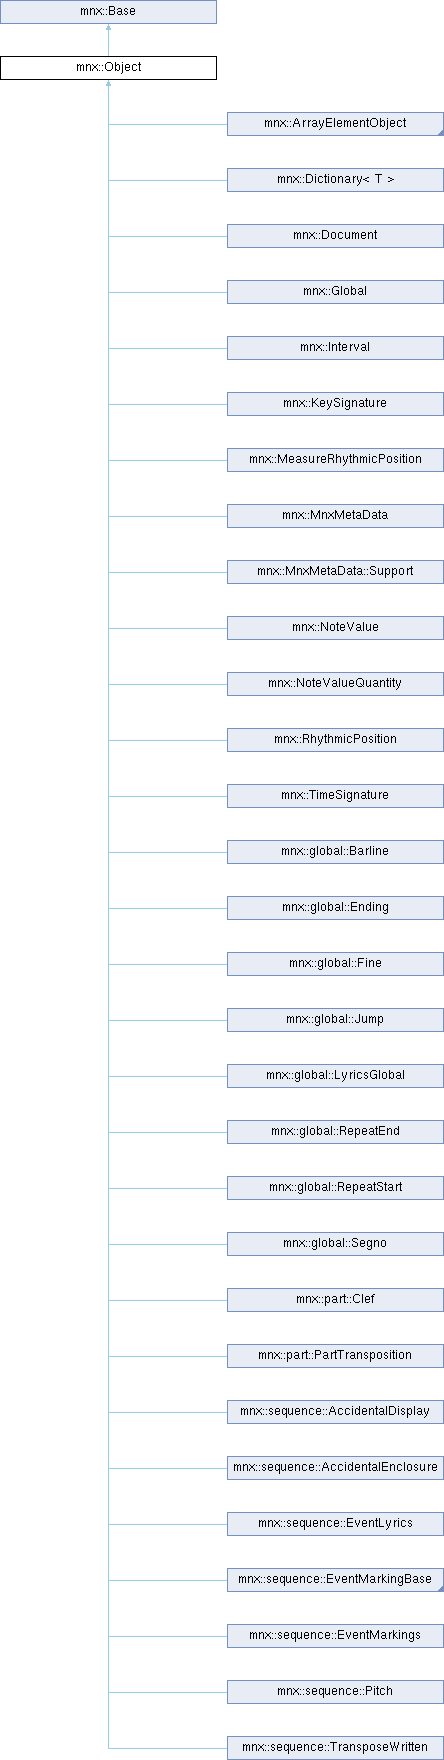 mnx::Base
mnx::Object
mnx::ArrayElementObject
mnx::Dictionary< T >
mnx::Document
mnx::Global
mnx::Interval
mnx::KeySignature
mnx::MeasureRhythmicPosition
mnx::MnxMetaData
mnx::MnxMetaData::Support
mnx::NoteValue
mnx::NoteValueQuantity
mnx::RhythmicPosition
mnx::TimeSignature
mnx::global::Barline
mnx::global::Ending
mnx::global::Fine
mnx::global::Jump
mnx::global::LyricsGlobal
mnx::global::RepeatEnd
mnx::global::RepeatStart
mnx::global::Segno
mnx::part::Clef
mnx::part::PartTransposition
mnx::sequence::AccidentalDisplay
mnx::sequence::AccidentalEnclosure
mnx::sequence::EventLyrics
mnx::sequence::EventMarkingBase
mnx::sequence::EventMarkings
mnx::sequence::Pitch
mnx::sequence::TransposeWritten